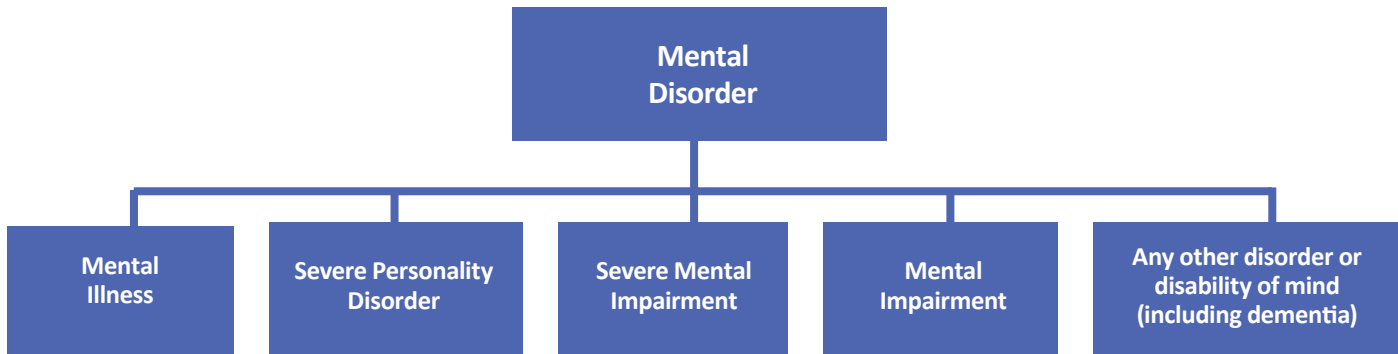 Mental
Disorder
Mental
Illness
Severe Personality
Disorder
Severe Mental
Impairment
Mental
Impairment
Any other disorder or
disability of mind
(including dementia)